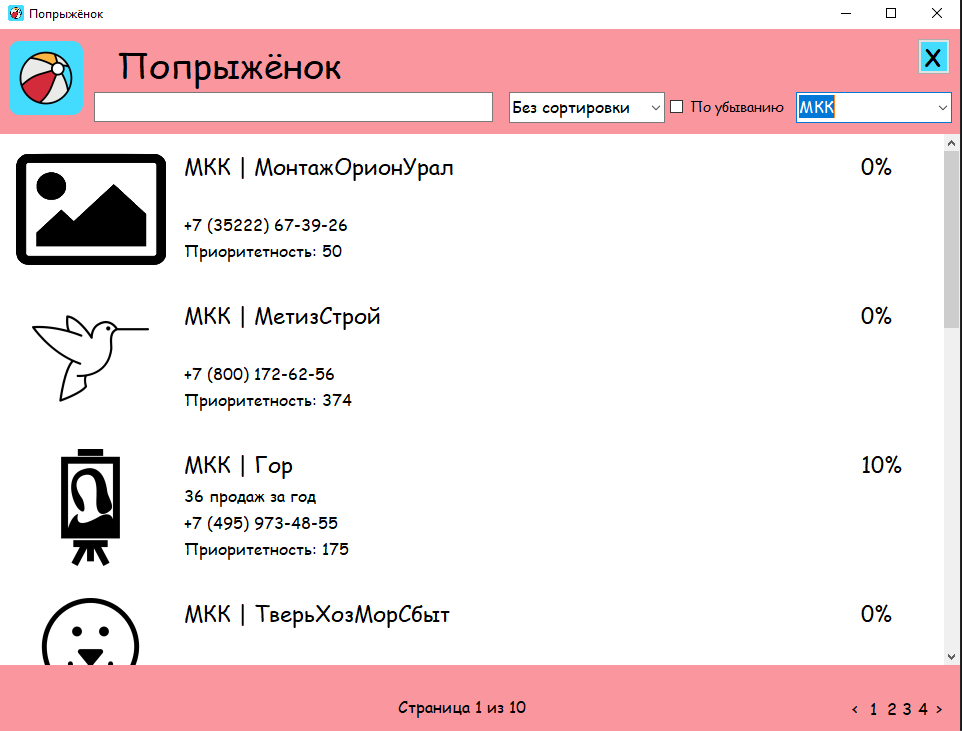 Попрыжёнок
Попрыжёнок
X
Без сортировки
По убыванию
МКК
МКК | МонтажОрионУрал
0%
+7 (35222) 67-39-26
Приоритетность: 50
МКК | МетизСтрой
0%
+7 (800) 172-62-56
Приоритетность: 374
МКК | Гор
10%
36 продаж за год
+7 (495) 973-48-55
Приоритетность: 175
МКК | ТверьХозМорСбыт
0%
Страница 1 из 10
< 1 2 3 4 >